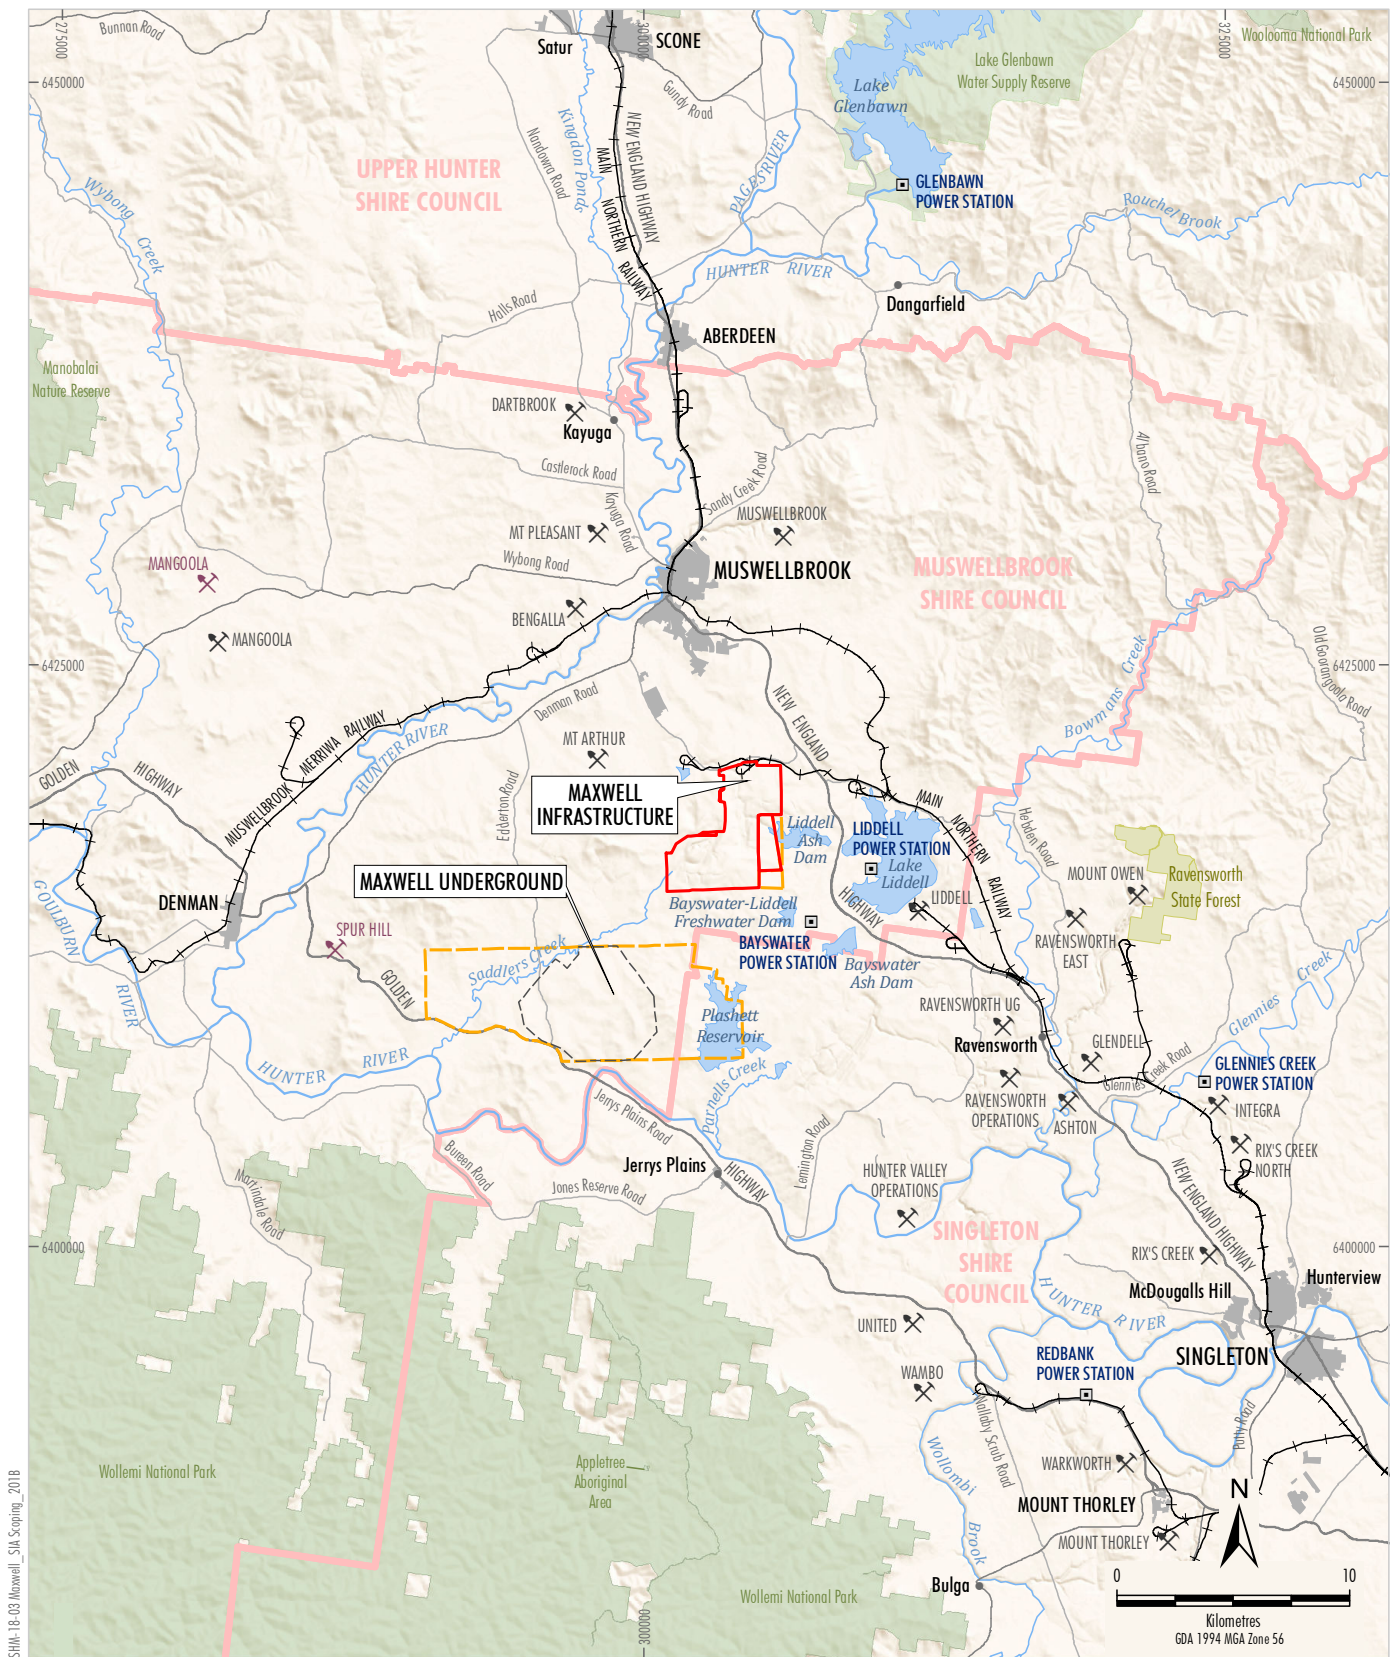 275000
Bunnan Road
Satur
SCONE
300000
325000
Woolooma National Park
6450000
6450000
Lake Glenbawn
Water Supply Reserve
Lake
Glenbawn
Gundy Road
Kingdon Ponds
Nandowra Road
NEW ENGLAND HIGHWAY
MAIN
NORTHERN
RAILWAY
PAGES RIVER
UPPER HUNTER
SHIRE COUNCIL
Wybong
Creek
GLENBAWN
POWER STATION
Rouchel Brook
HUNTER RIVER
Dangarfield
Halls Road
ABERDEEN
Manobalai
Nature Reserve
DARTBROOK
Kayuga
Castlerock Road
Kayuga Road
Sandy Creek Road
Albano Road
MUSWELLBROOK
MT PLEASANT
Wybong Road
MANGOOLA
MUSWELLBROOK
MUSWELLBROOK
SHIRE COUNCIL
BENGALLA
MANGOOLA
Old Goorangoola Road
6425000
6425000
Bowmans Creek
Denman Road
NEW ENGLAND
MUSWELLBROOK MERRIWA RAILWAY
HUNTER RIVER
MT ARTHUR
GOLDEN
HIGHWAY
Edderton Road
MAXWELL
INFRASTRUCTURE
MAIN
NORTHERN
RAILWAY
Hebden Road
Liddell
Ash
Dam
LIDDELL
POWER STATION
Lake
Liddell
MAXWELL UNDERGROUND
MOUNT OWEN
Ravensworth
State Forest
HIGHWAY
LIDDELL
DENMAN
GOULBURN
RIVER
Bayswater-Liddell
Freshwater Dam
SPUR HILL
BAYSWATER
POWER STATION
Bayswater
Ash Dam
RAVENSWORTH
EAST
Saddlers Creek
GOLDEN
Glennies Creek
RAVENSWORTH UG
Plashett
Reservoir
Ravensworth
GLENDELL
Glennies Creek Road
GLENNIES CREEK
POWER STATION
HUNTER RIVER
Parnells Creek
Jerrys Plains Road
RAVENSWORTH
OPERATIONS
ASHTON
INTEGRA
Lemington Road
Bureen Road
RIX'S CREEK
NORTH
Jerrys Plains
HIGHWAY
HUNTER VALLEY
OPERATIONS
Martindale Road
Jones Reserve Road
NEW ENGLAND HIGHWAY
6400000
6400000
SINGLETON
SHIRE
COUNCIL
RIX'S CREEK
Hunterview
McDougalls Hill
HUNTER RIVER
UNITED
SINGLETON
REDBANK
POWER STATION
WAMBO
Wallaby Scrub Road
Putty Road
Wollombi
Brook
Wollemi National Park
Appletree
Aboriginal
Area
WARKWORTH
MOUNT THORLEY
N
MOUNT THORLEY
Bulga
Wollemi National Park
300000
0
10
Kilometres
GDA 1994 MGA Zone 56
SHM-18-03 Maxwell_SIA Scoping_201B